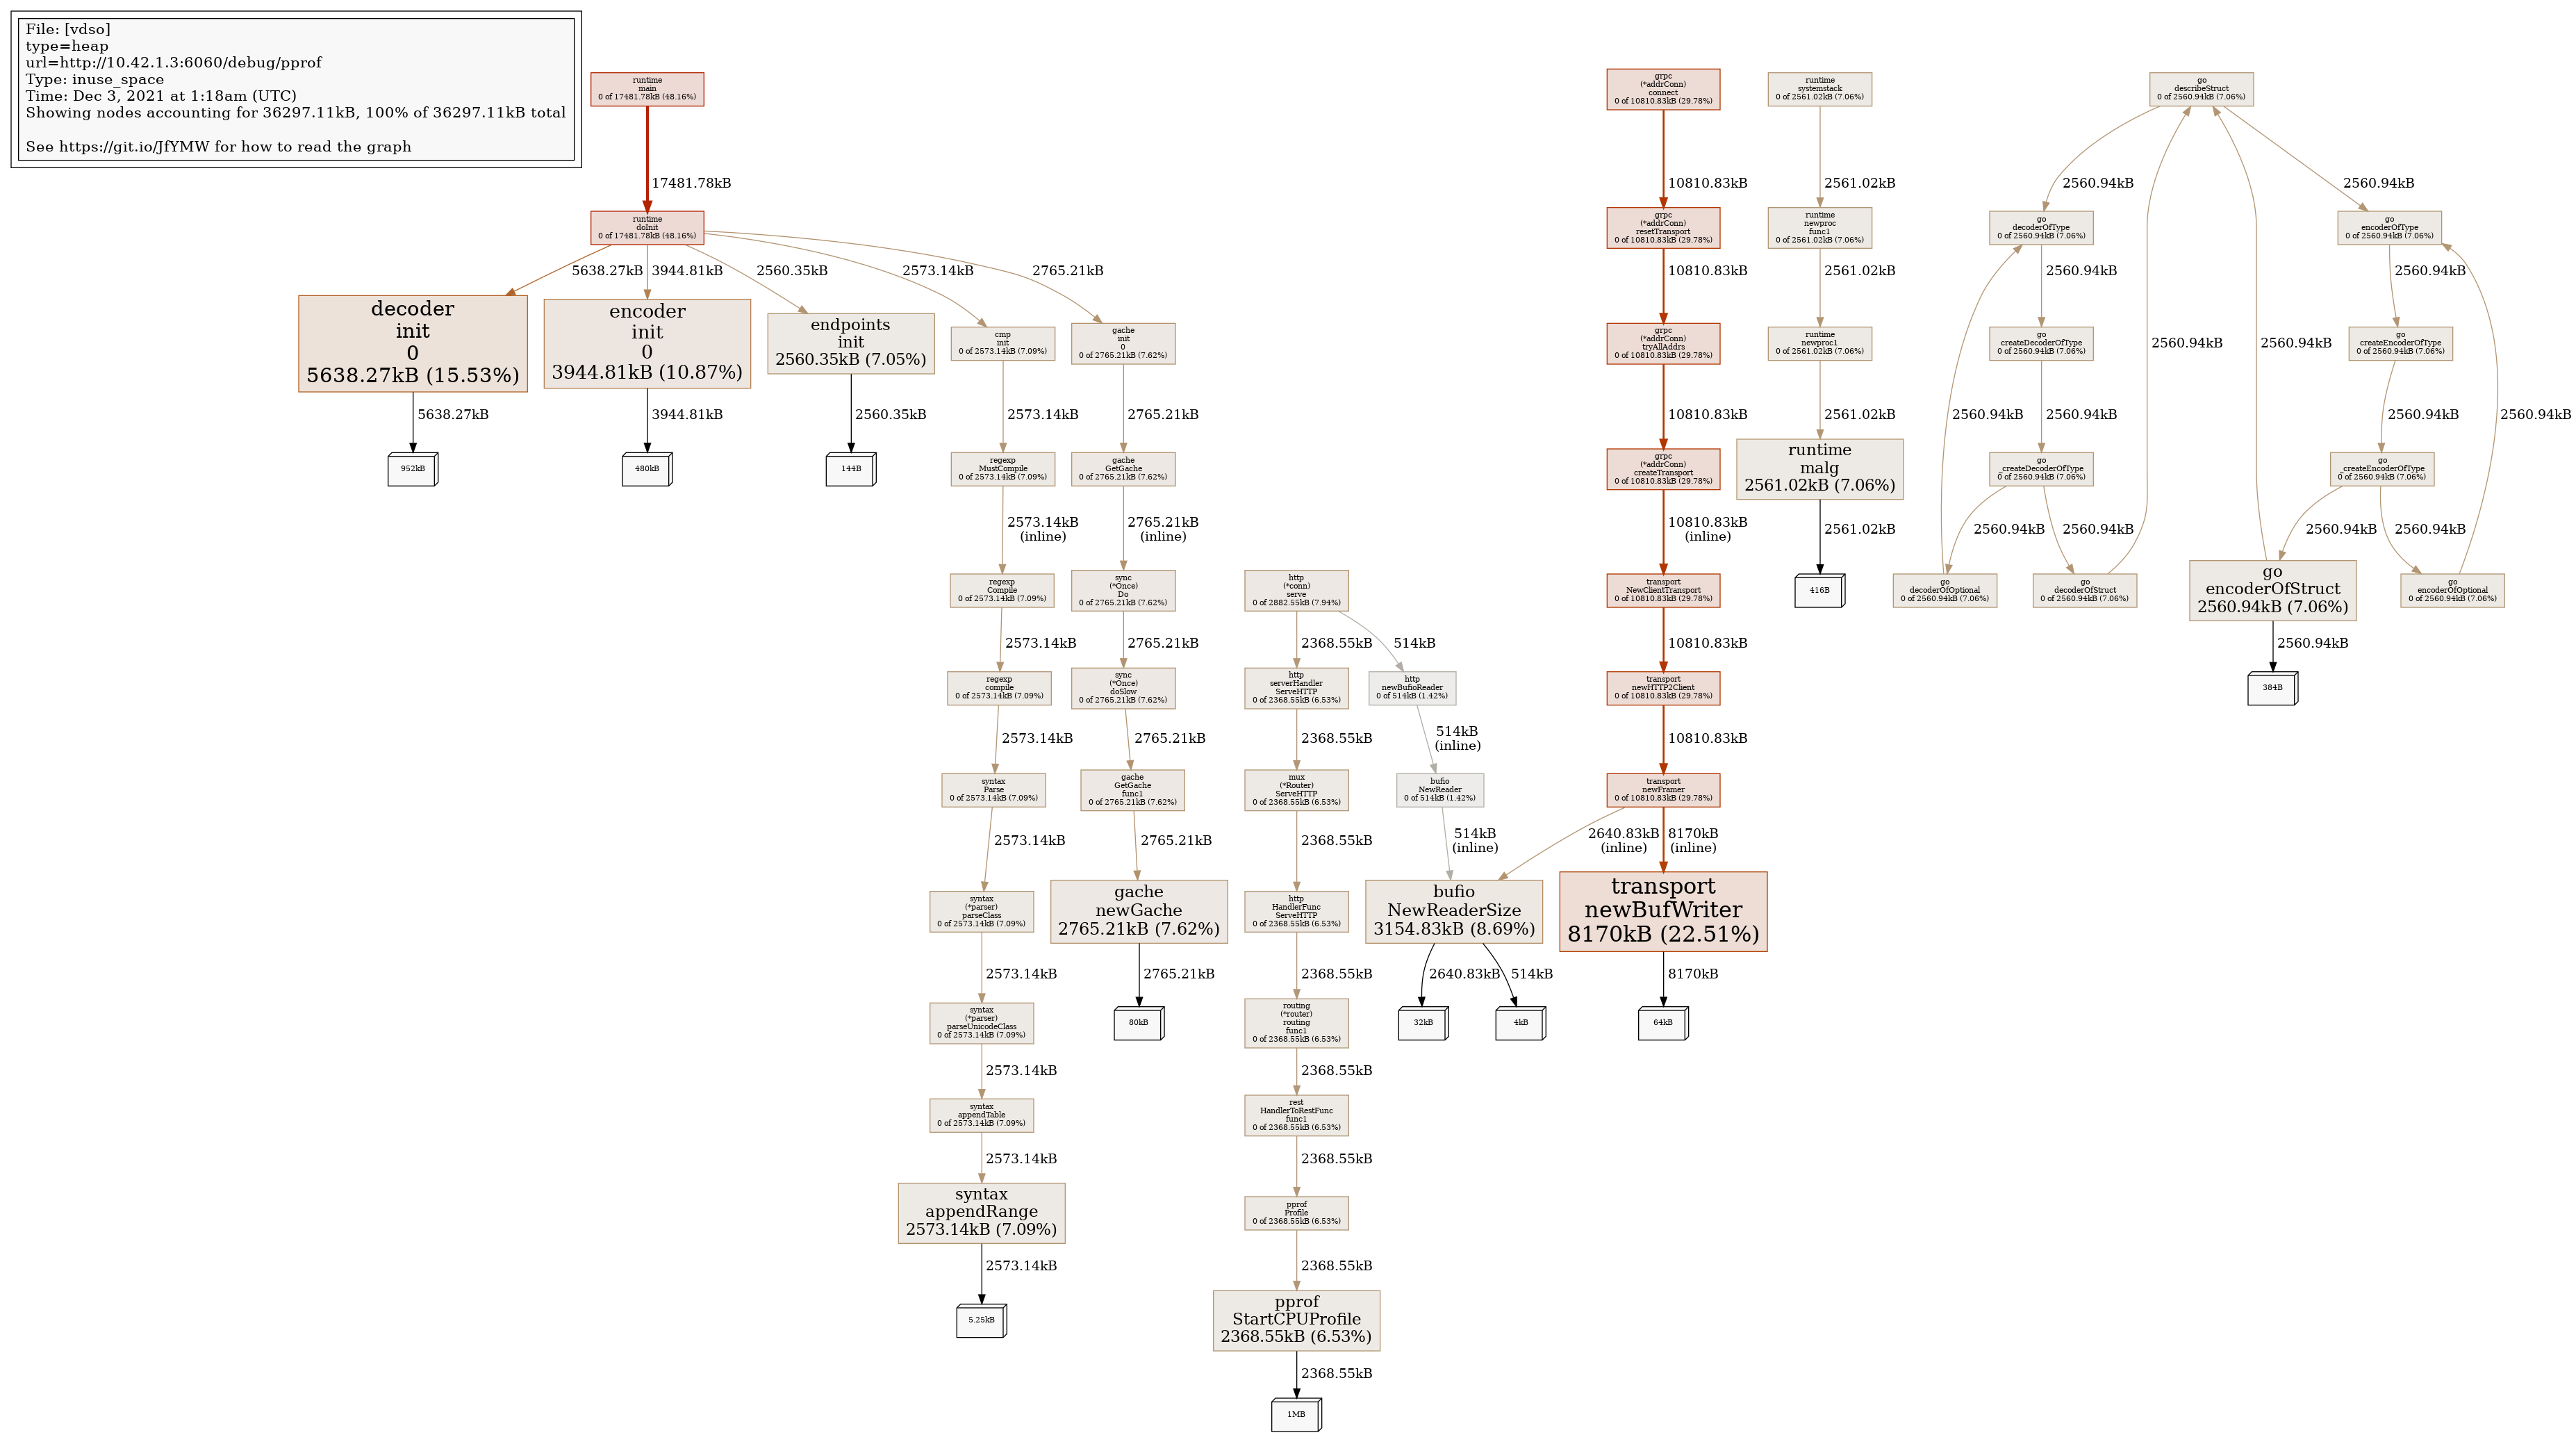 File: [vdso]
type=heap
url=http://10.42.1.3:6060/debug/pprof
Type: inuse_space
Time: Dec 3, 2021 at 1:18am (UTC)
Showing nodes accounting for 36297.11kB, 100% of 36297.11kB total
See https://git.io/JfYMW for how to read the graph
runtime
main
0 of 17481.78kB (48.16%)
17481.78kB
runtime
doInit
0 of 17481.78kB (48.16%)
5638.27kB
3944.81kB
2560.35kB
2573.14kB
2765.21kB
decoder
init
0
5638.27kB (15.53%)
5638.27kB
952kB
encoder
init
0
3944.81kB (10.87%)
3944.81kB
480kB
endpoints
init
2560.35kB (7.05%)
2560.35kB
144B
cmp
init
0 of 2573.14kB (7.09%)
2573.14kB
regexp
MustCompile
0 of 2573.14kB (7.09%)
2573.14kB
(inline)
regexp
Compile
0 of 2573.14kB (7.09%)
2573.14kB
regexp
compile
0 of 2573.14kB (7.09%)
2573.14kB
syntax
Parse
0 of 2573.14kB (7.09%)
2573.14kB
syntax
(*parser)
parseClass
0 of 2573.14kB (7.09%)
2573.14kB
syntax
(*parser)
parseUnicodeClass
0 of 2573.14kB (7.09%)
2573.14kB
syntax
appendTable
0 of 2573.14kB (7.09%)
2573.14kB
syntax
appendRange
2573.14kB (7.09%)
2573.14kB
5.25kB
gache
init
0
0 of 2765.21kB (7.62%)
2765.21kB
gache
GetGache
0 of 2765.21kB (7.62%)
2765.21kB
(inline)
sync
(*Once)
Do
0 of 2765.21kB (7.62%)
2765.21kB
sync
(*Once)
doSlow
0 of 2765.21kB (7.62%)
2765.21kB
gache
GetGache
func1
0 of 2765.21kB (7.62%)
2765.21kB
gache
newGache
2765.21kB (7.62%)
2765.21kB
80kB
http
(*conn)
serve
0 of 2882.55kB (7.94%)
2368.55kB
514kB
http
serverHandler
ServeHTTP
0 of 2368.55kB (6.53%)
2368.55kB
mux
(*Router)
ServeHTTP
0 of 2368.55kB (6.53%)
2368.55kB
http
HandlerFunc
ServeHTTP
0 of 2368.55kB (6.53%)
2368.55kB
routing
(*router)
routing
func1
0 of 2368.55kB (6.53%)
2368.55kB
rest
HandlerToRestFunc
func1
0 of 2368.55kB (6.53%)
2368.55kB
pprof
Profile
0 of 2368.55kB (6.53%)
2368.55kB
pprof
StartCPUProfile
2368.55kB (6.53%)
2368.55kB
1MB
http
newBufioReader
0 of 514kB (1.42%)
514kB
(inline)
bufio
NewReader
0 of 514kB (1.42%)
514kB
(inline)
bufio
NewReaderSize
3154.83kB (8.69%)
2640.83kB
514kB
32kB
4kB
grpc
(*addrConn)
connect
0 of 10810.83kB (29.78%)
10810.83kB
grpc
(*addrConn)
resetTransport
0 of 10810.83kB (29.78%)
10810.83kB
grpc
(*addrConn)
tryAllAddrs
0 of 10810.83kB (29.78%)
10810.83kB
grpc
(*addrConn)
createTransport
0 of 10810.83kB (29.78%)
10810.83kB
(inline)
transport
NewClientTransport
0 of 10810.83kB (29.78%)
10810.83kB
transport
newHTTP2Client
0 of 10810.83kB (29.78%)
10810.83kB
transport
newFramer
0 of 10810.83kB (29.78%)
2640.83kB
(inline)
8170kB
(inline)
transport
newBufWriter
8170kB (22.51%)
8170kB
64kB
runtime
systemstack
0 of 2561.02kB (7.06%)
2561.02kB
runtime
newproc
func1
0 of 2561.02kB (7.06%)
2561.02kB
runtime
newproc1
0 of 2561.02kB (7.06%)
2561.02kB
runtime
malg
2561.02kB (7.06%)
2561.02kB
416B
go
describeStruct
0 of 2560.94kB (7.06%)
2560.94kB
2560.94kB
go
decoderOfType
0 of 2560.94kB (7.06%)
2560.94kB
go
createDecoderOfType
0 of 2560.94kB (7.06%)
2560.94kB
go
_createDecoderOfType
0 of 2560.94kB (7.06%)
2560.94kB
2560.94kB
go
decoderOfOptional
0 of 2560.94kB (7.06%)
2560.94kB
go
decoderOfStruct
0 of 2560.94kB (7.06%)
2560.94kB
go
encoderOfType
0 of 2560.94kB (7.06%)
2560.94kB
go
createEncoderOfType
0 of 2560.94kB (7.06%)
2560.94kB
go
_createEncoderOfType
0 of 2560.94kB (7.06%)
2560.94kB
2560.94kB
go
encoderOfStruct
2560.94kB (7.06%)
2560.94kB
2560.94kB
384B
go
encoderOfOptional
0 of 2560.94kB (7.06%)
2560.94kB